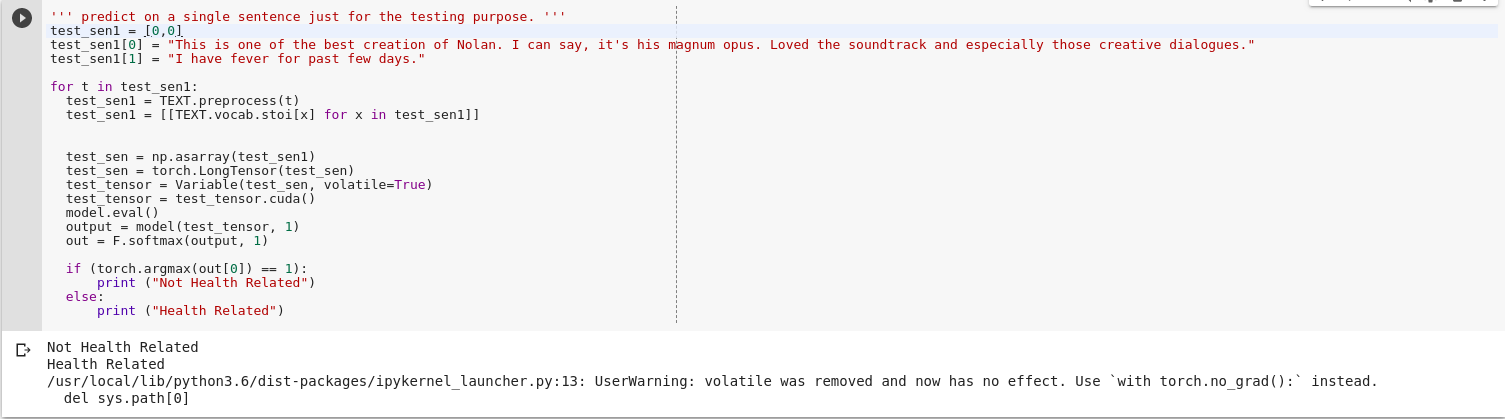 ''' predict on a single sentence just for the testing purpose. '''
test_sen1 = [0,0]
test_sen1[0] = "This is one of the best creation of Nolan. I can say, it's his magnum opus. Loved the soundtrack and especially those creative dialogues."
test_sen1[1] = "I have fever for past few days."
for t in test_sen1:
  test_sen1 = TEXT.preprocess(t)
  test_sen1 = [[TEXT.vocab.stoi[x] for x in test_sen1]]
  test_sen = np.asarray(test_sen1)
  test_sen = torch.LongTensor(test_sen)
  test_tensor = Variable(test_sen, volatile=True)
  test_tensor = test_tensor.cuda()
  model.eval()
  output = model(test_tensor, 1)
  out = F.softmax(output, 1)
  if (torch.argmax(out[0]) == 1):
      print ("Not Health Related")
  else:
      print ("Health Related")
Not Health Related
Health Related
/usr/local/lib/python3.6/dist-packages/ipykernel_launcher.py:13: UserWarning: volatile was removed and now has no effect. Use `with torch.no_grad():` instead.
  del sys.path[0]